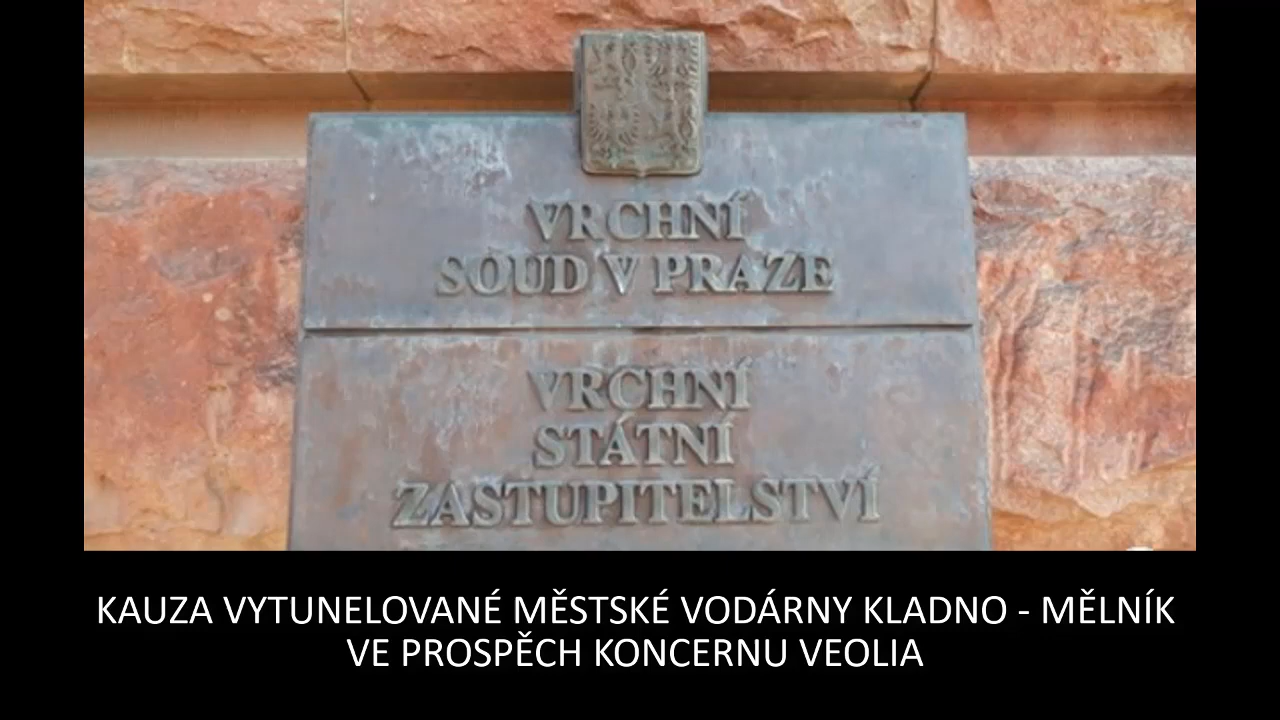 VRCHNÍ
SOUD V PRAZE
VRCHNÍ
STÁTNÍ
ZASTUPITELSTVÍ
KAUZA VYTUNELOVANÉ MĚSTSKÉ VODÁRNY KLADNO - MĚLNÍK
VE PROSPĚCH KONCERNU VEOLIA